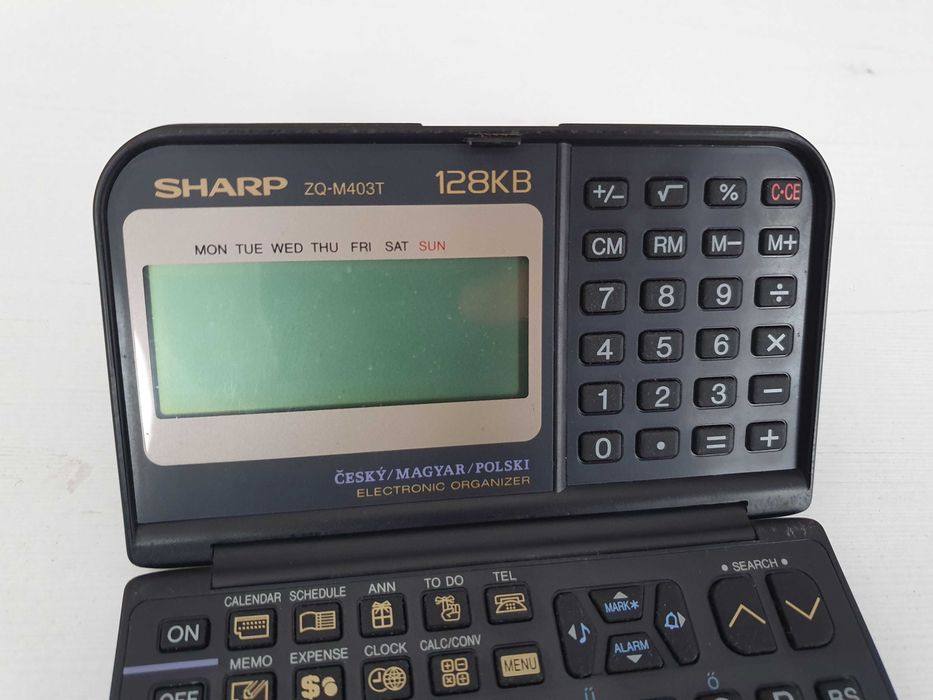 SHARP ZQ-M403T 128KB
MON TUE WED THU FRI SAT SUN
ČESKÝ/MAGYAR/POLSKI
ELECTRONIC ORGANIZER
+/– √ % C·CE
CM RM M– M+
7 8 9 ÷
4 5 6 ×
1 2 3 –
0 · = +
CALENDAR SCHEDULE ANN TO DO TEL
ON
MEMO EXPENSE CLOCK CALC/CONV MENU
OFF
MARK*
ALARM
• SEARCH •
Ű Ö
P BS